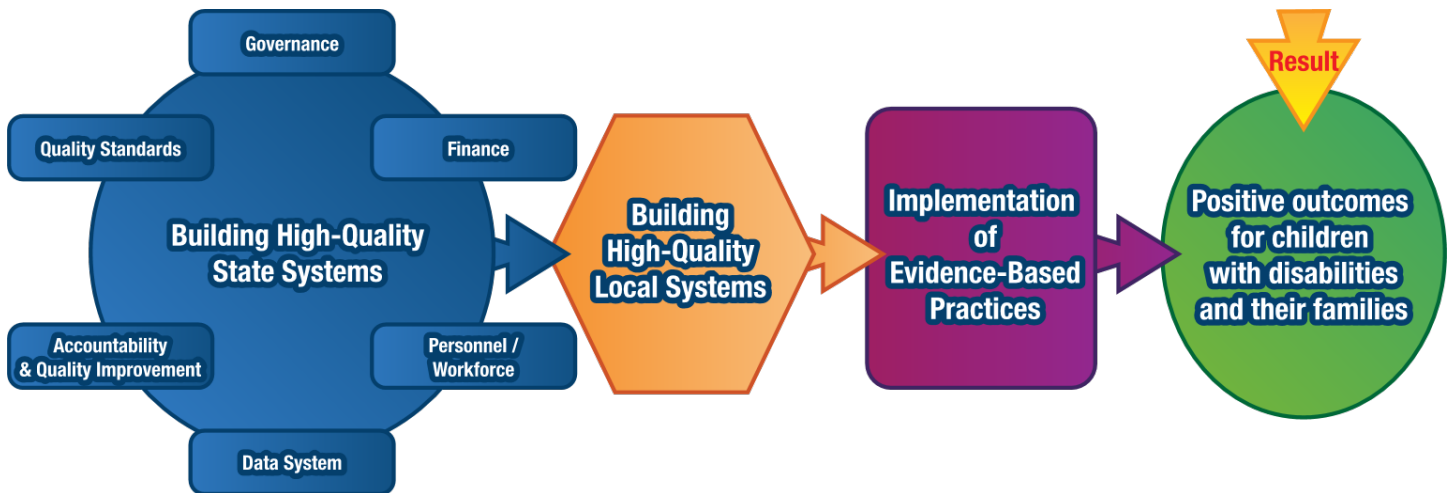 Governance
Quality Standards
Finance
Building High-Quality
State Systems
Accountability
& Quality Improvement
Personnel /
Workforce
Data System
Building
High-Quality
Local Systems
Implementation
of
Evidence-Based
Practices
Result
Positive outcomes
for children
with disabilities
and their families